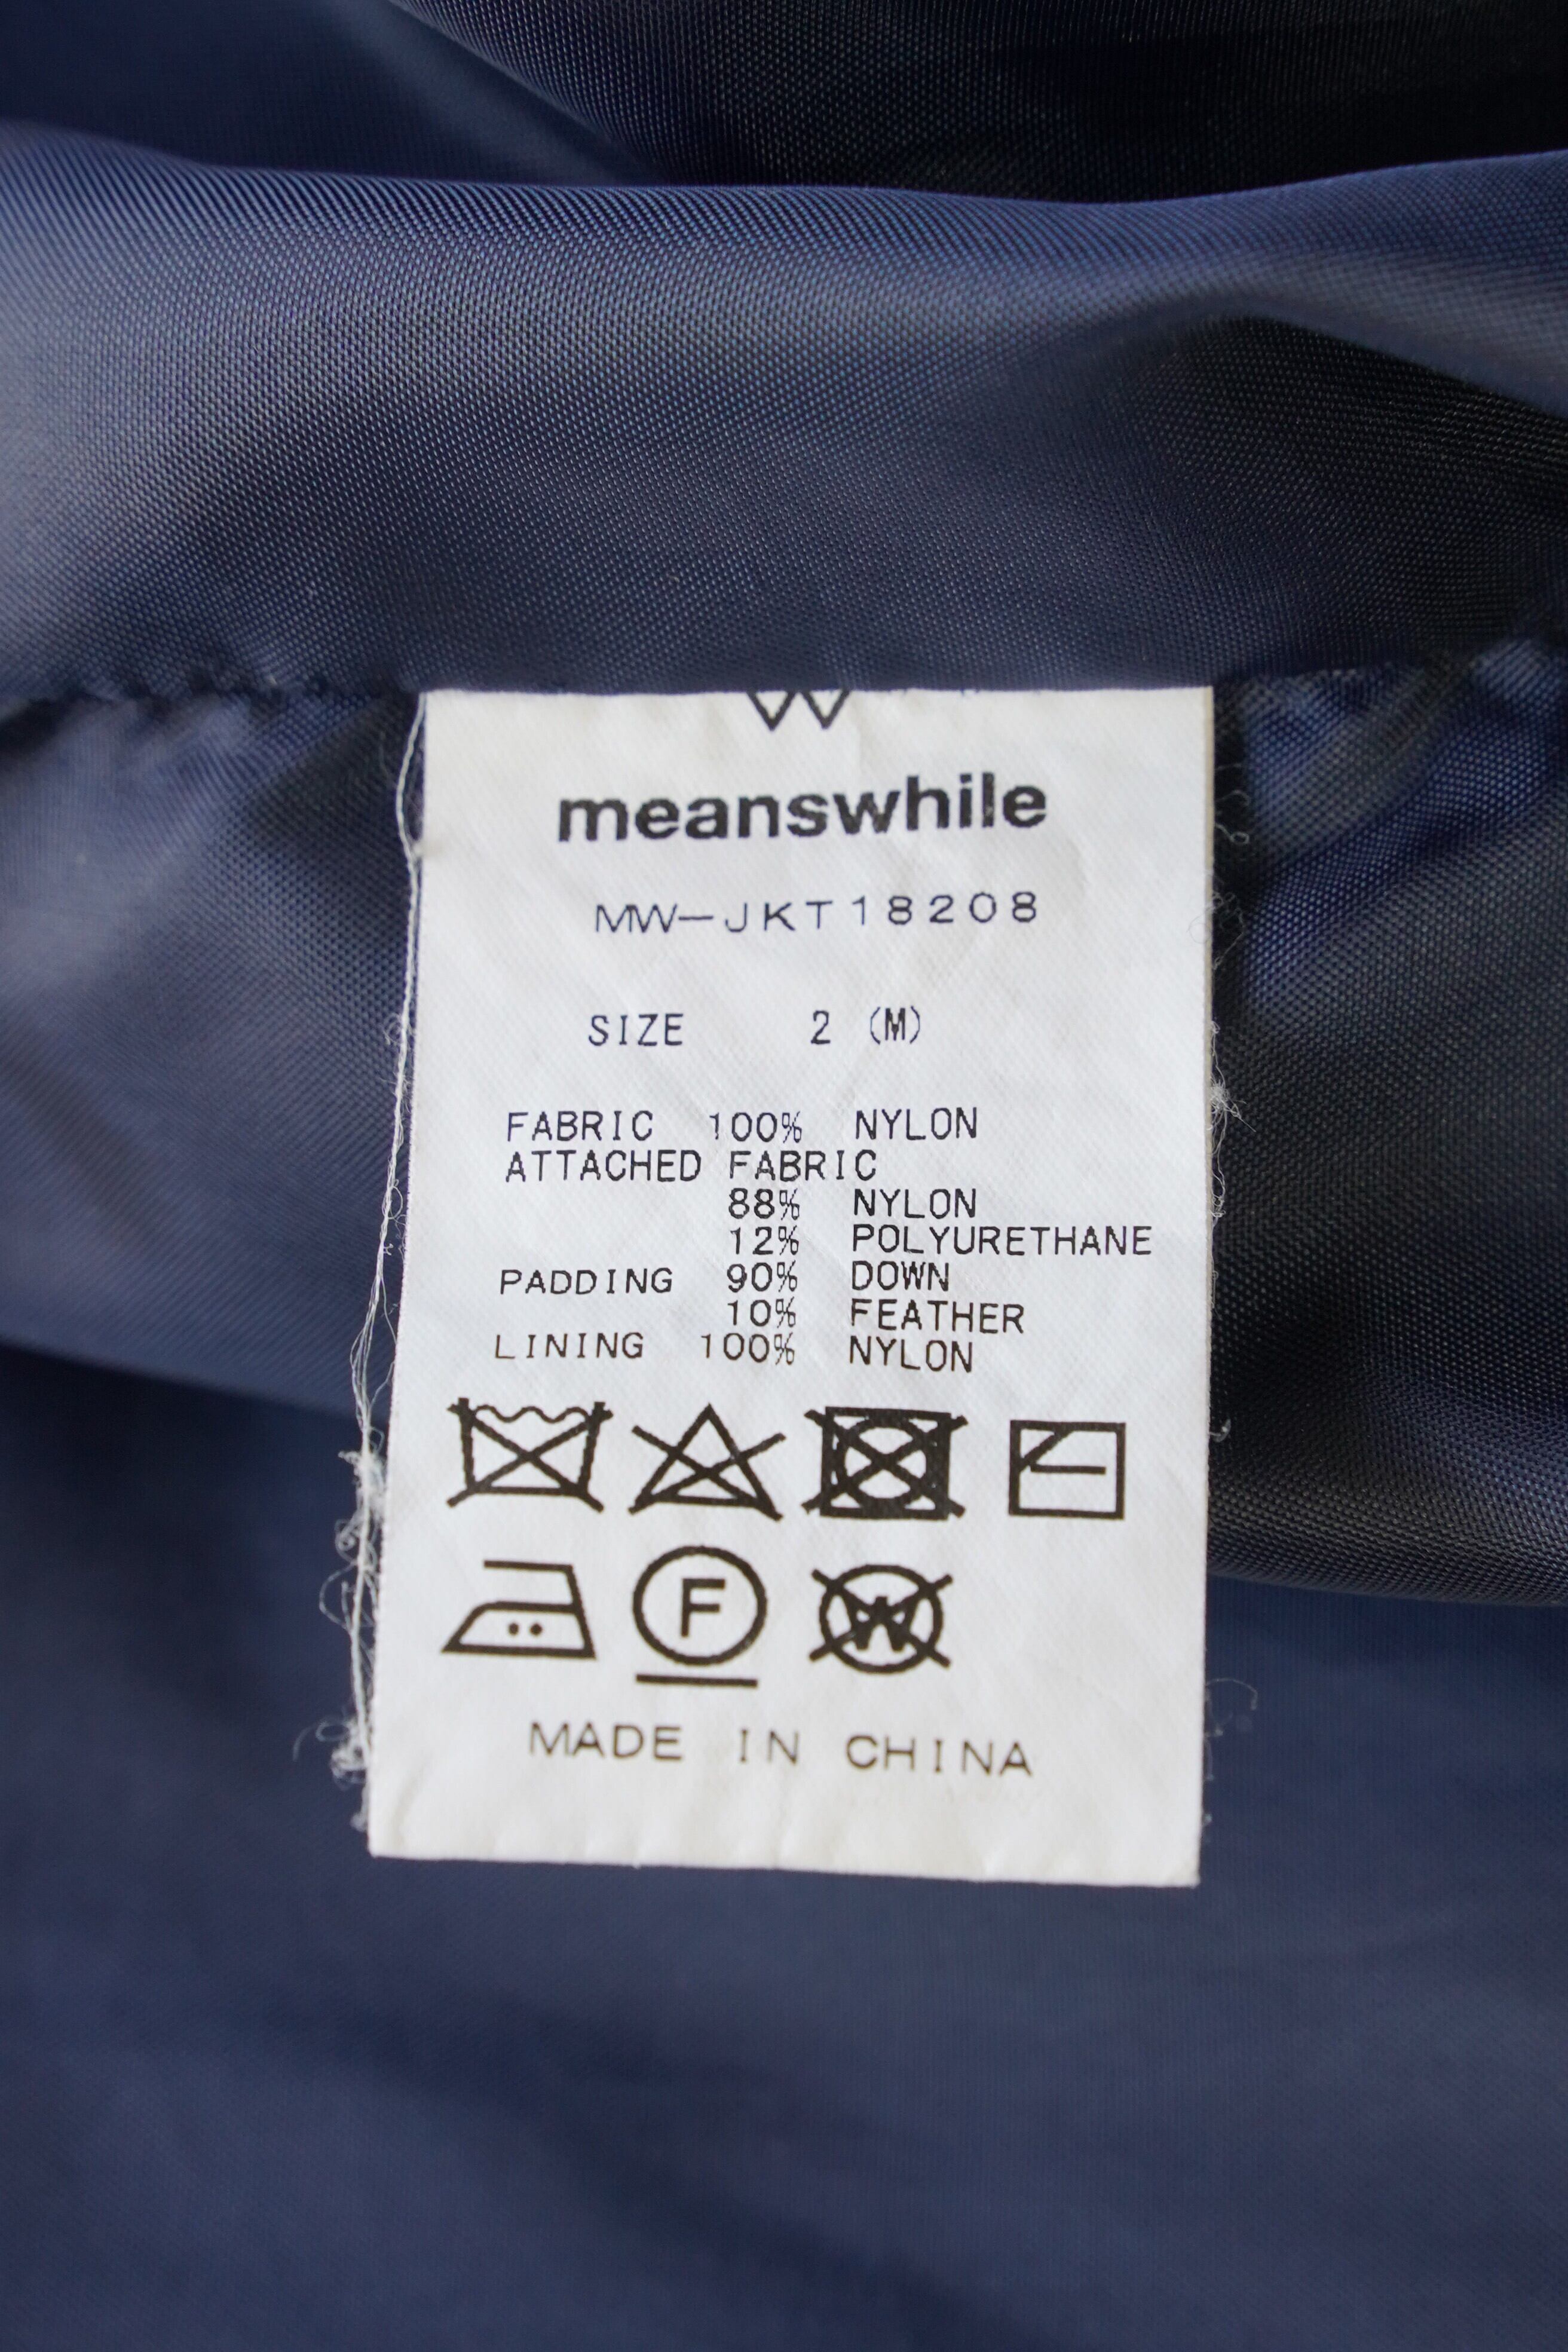 meanswhile
MW-JKT18208
SIZE 2 (M)
FABRIC 100% NYLON
ATTACHED FABRIC
88% NYLON
12% POLYURETHANE
PADDING 90% DOWN
10% FEATHER
LINING 100% NYLON
F W
MADE IN CHINA